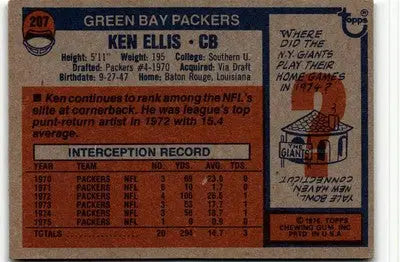 207
GREEN BAY PACKERS
KEN ELLIS · CB
Height: 5'11" Weight: 195 College: Southern U.
Drafted: Packers #4-1970 Acquired: Via Draft
Birthdate: 9-27-47 Home: Baton Rouge, Louisiana
■ Ken continues to rank among the NFL's
elite at cornerback. He was league's top
punt-return artist in 1972 with 15.4
average.
INTERCEPTION RECORD
YEAR TEAM NO. YDS. AVG. TDS.
1970 PACKERS NFL 3 69 23.0 0
1971 PACKERS NFL 6 10 1.7 0
1972 PACKERS NFL 4 106 26.5 1
1973 PACKERS NFL 3 53 17.7 1
1974 PACKERS NFL 3 56 18.7 1
1975 PACKERS NFL
TOTALS 20 294 14.7 3
Topps
WHERE
DID THE
N.Y. GIANTS
PLAY THEIR
HOME GAMES
IN 1974?
?
THE
GIANTS
YALE BOWL
NEW HAVEN
CONNECTICUT
© 1976 TOPPS
CHEWING GUM, INC.
PRTD IN U.S.A.